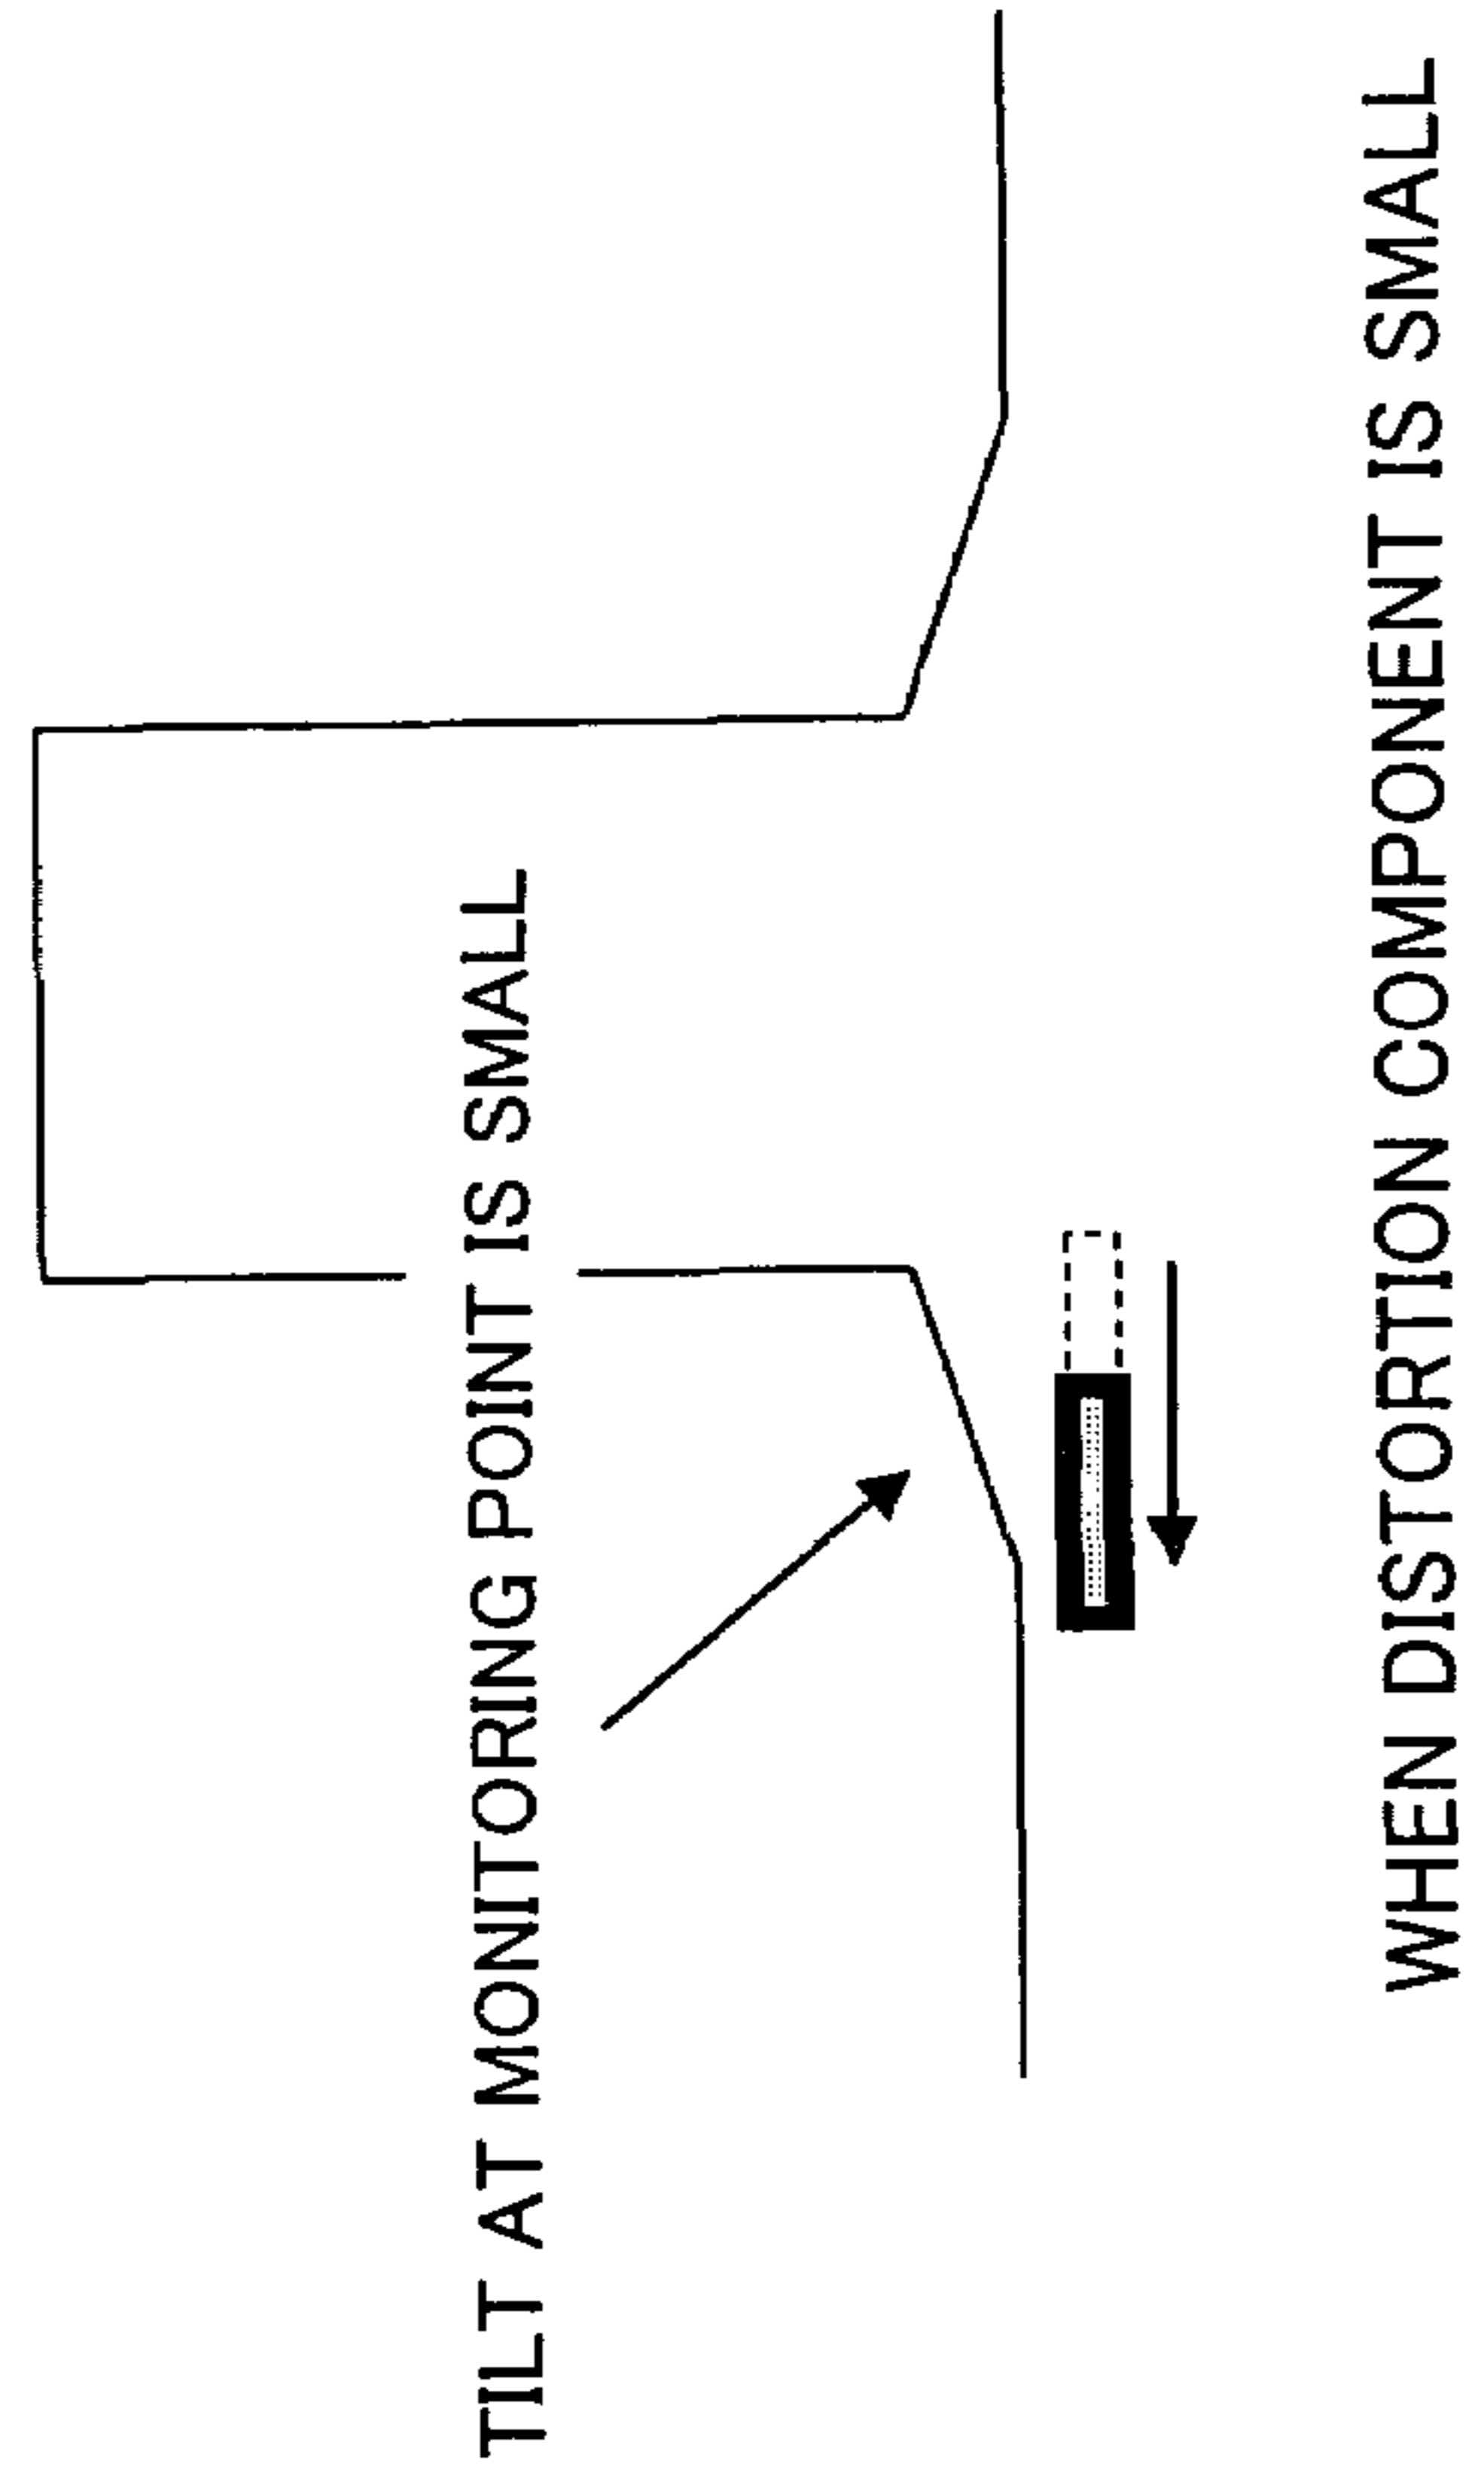 TILT AT MONITORING POINT IS SMALL
WHEN DISTORTION COMPONENT IS SMALL